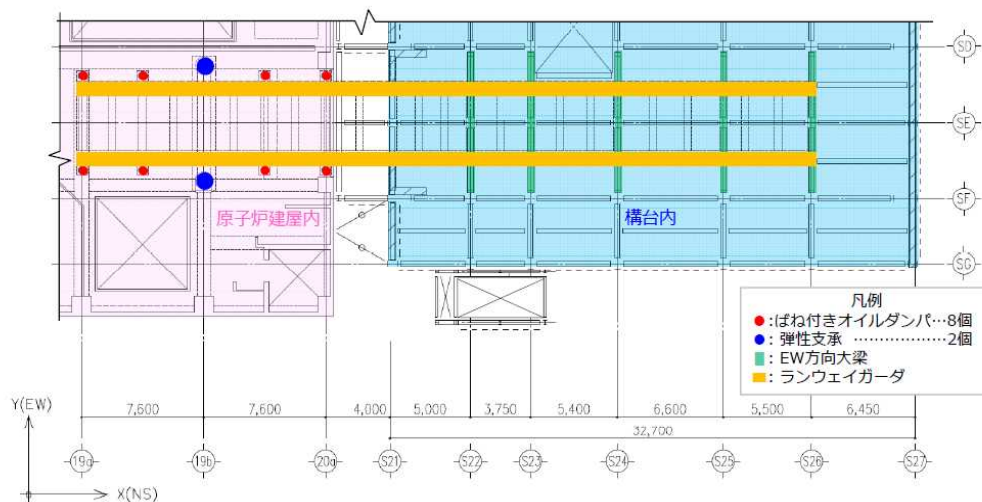 SD
SE
SF
SG
原子炉建屋内
構台内
凡例
:ばね付きオイルダンパ…8個
: 弾性支承 ………………2個
: EW方向大梁
: ランウェイガーダ
7,600
7,600
4,000
5,000
3,750
5,400
6,600
5,500
6,450
32,700
Y(EW)
X(NS)
19a
19b
20a
S21
S22
S23
S24
S25
S26
S27